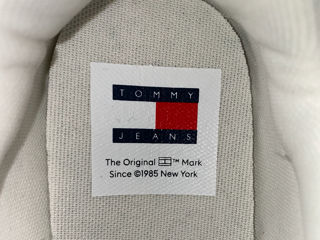 TOMMY
JEANS
The Original ™ Mark
Since ©1985 New York